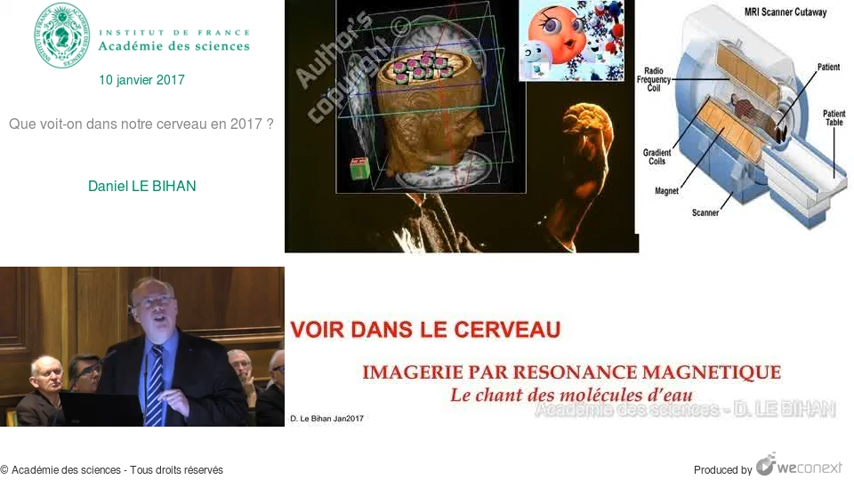 INSTITUT DE FRANCE
Académie des sciences
10 janvier 2017
Que voit-on dans notre cerveau en 2017 ?
Daniel LE BIHAN
Author's
copyright ©
MRI Scanner Cutaway
Radio
Frequency
Coil
Patient
Patient
Table
Gradient
Coils
Magnet
Scanner
VOIR DANS LE CERVEAU
IMAGERIE PAR RESONANCE MAGNETIQUE
Le chant des molécules d'eau
Académie des sciences - D. LE BIHAN
D. Le Bihan Jan2017
© Académie des sciences - Tous droits réservés
Produced by weconext